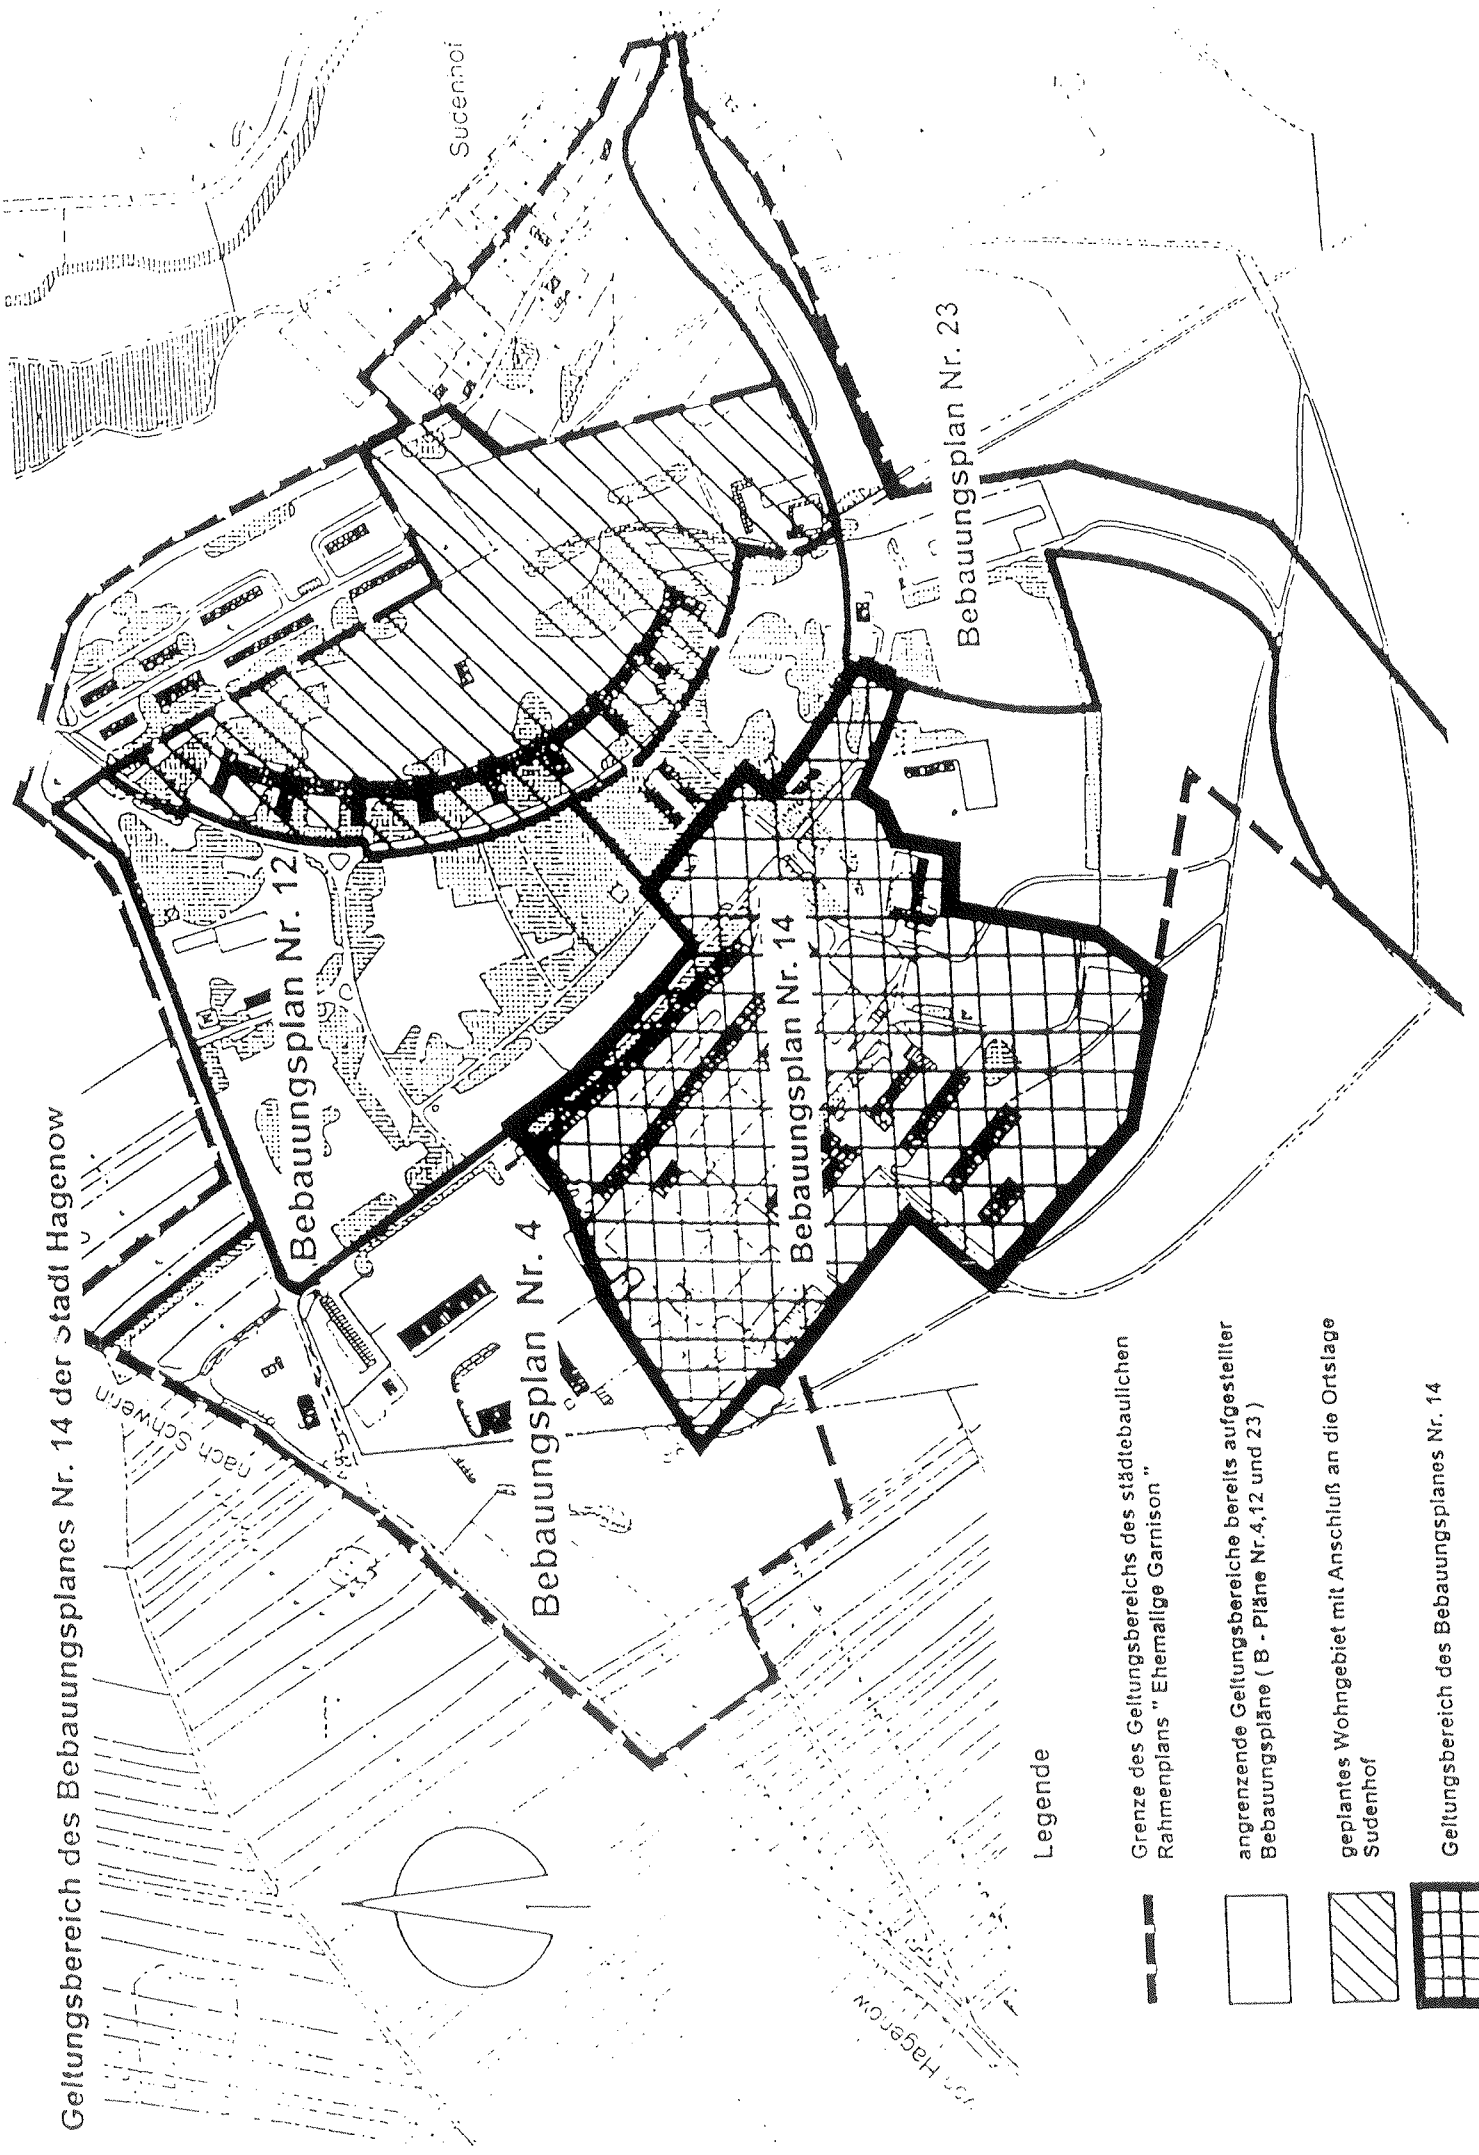 Geltungsbereich des Bebauungsplanes Nr. 14 der Stadt Hagenow
nach Schwerin
Sudenhof
Bebauungsplan Nr. 12
Bebauungsplan Nr. 4
Bebauungsplan Nr. 14
Bebauungsplan Nr. 23
von Hagenow
Legende
Grenze des Geltungsbereichs des städtebaulichen
Rahmenplans " Ehemalige Garnison "
angrenzende Geltungsbereiche bereits aufgestellter
Bebauungspläne ( B - Pläne Nr.4,12 und 23 )
geplantes Wohngebiet mit Anschluß an die Ortslage
Sudenhof
Geltungsbereich des Bebauungsplanes Nr. 14